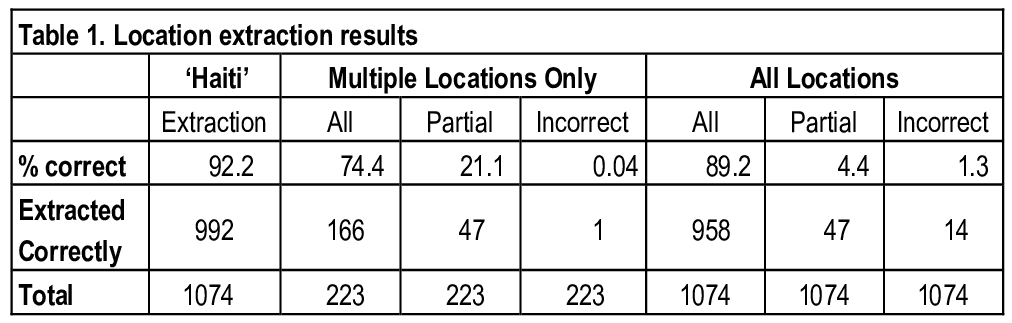 Table 1. Location extraction results
‘Haiti’ Multiple Locations Only All Locations
Extraction All Partial Incorrect All Partial Incorrect
% correct 92.2 74.4 21.1 0.04 89.2 4.4 1.3
Extracted
Correctly 992 166 47 1 958 47 14
Total 1074 223 223 223 1074 1074 1074